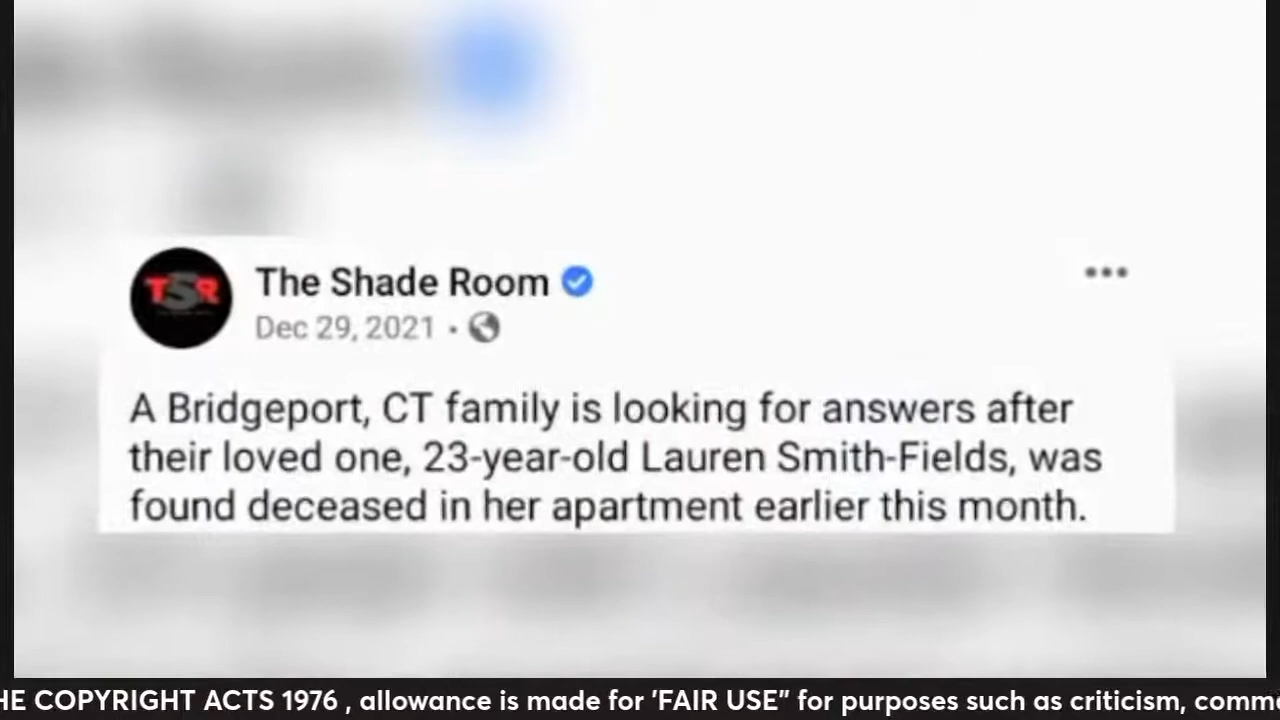 TSR
The Shade Room
Dec 29, 2021 ·
A Bridgeport, CT family is looking for answers after
their loved one, 23-year-old Lauren Smith-Fields, was
found deceased in her apartment earlier this month.
HE COPYRIGHT ACTS 1976 , allowance is made for 'FAIR USE" for purposes such as criticism, comm